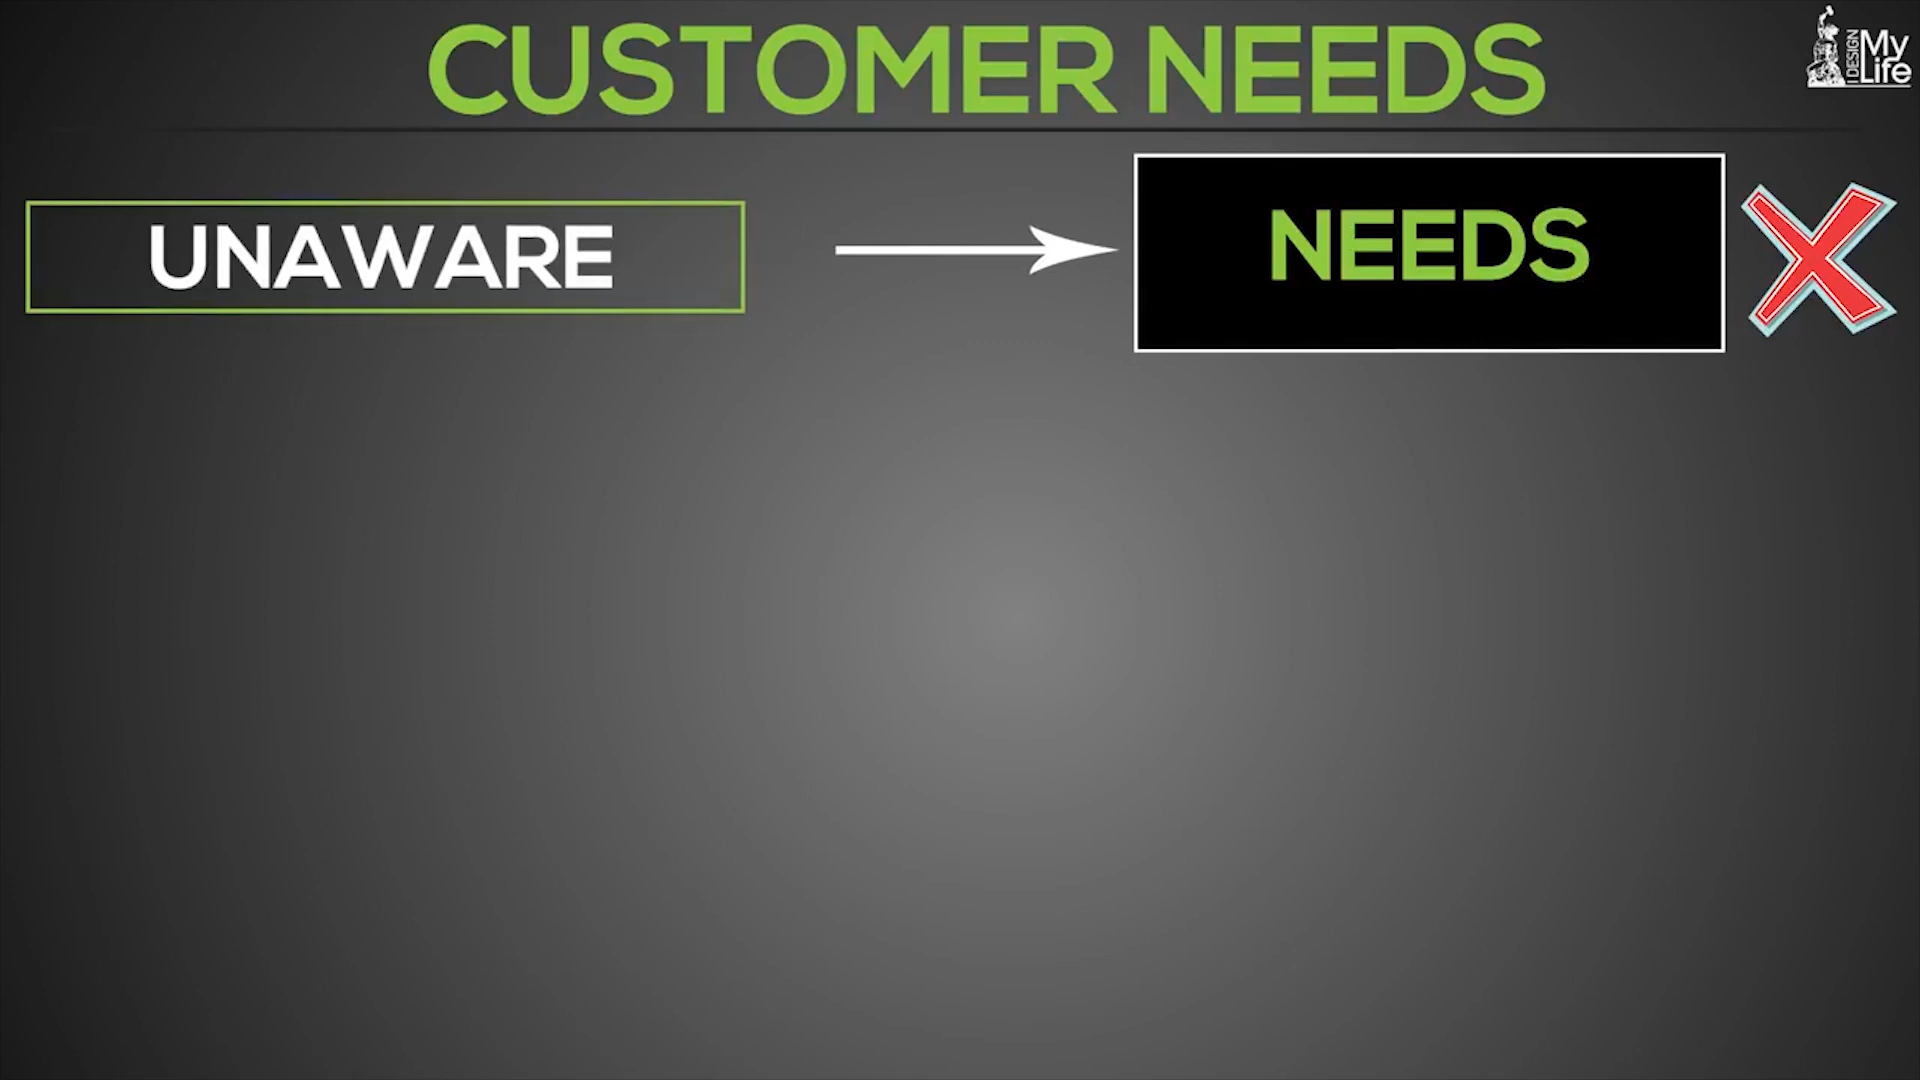 CUSTOMER NEEDS
I DESIGN
My
Life
UNAWARE
NEEDS